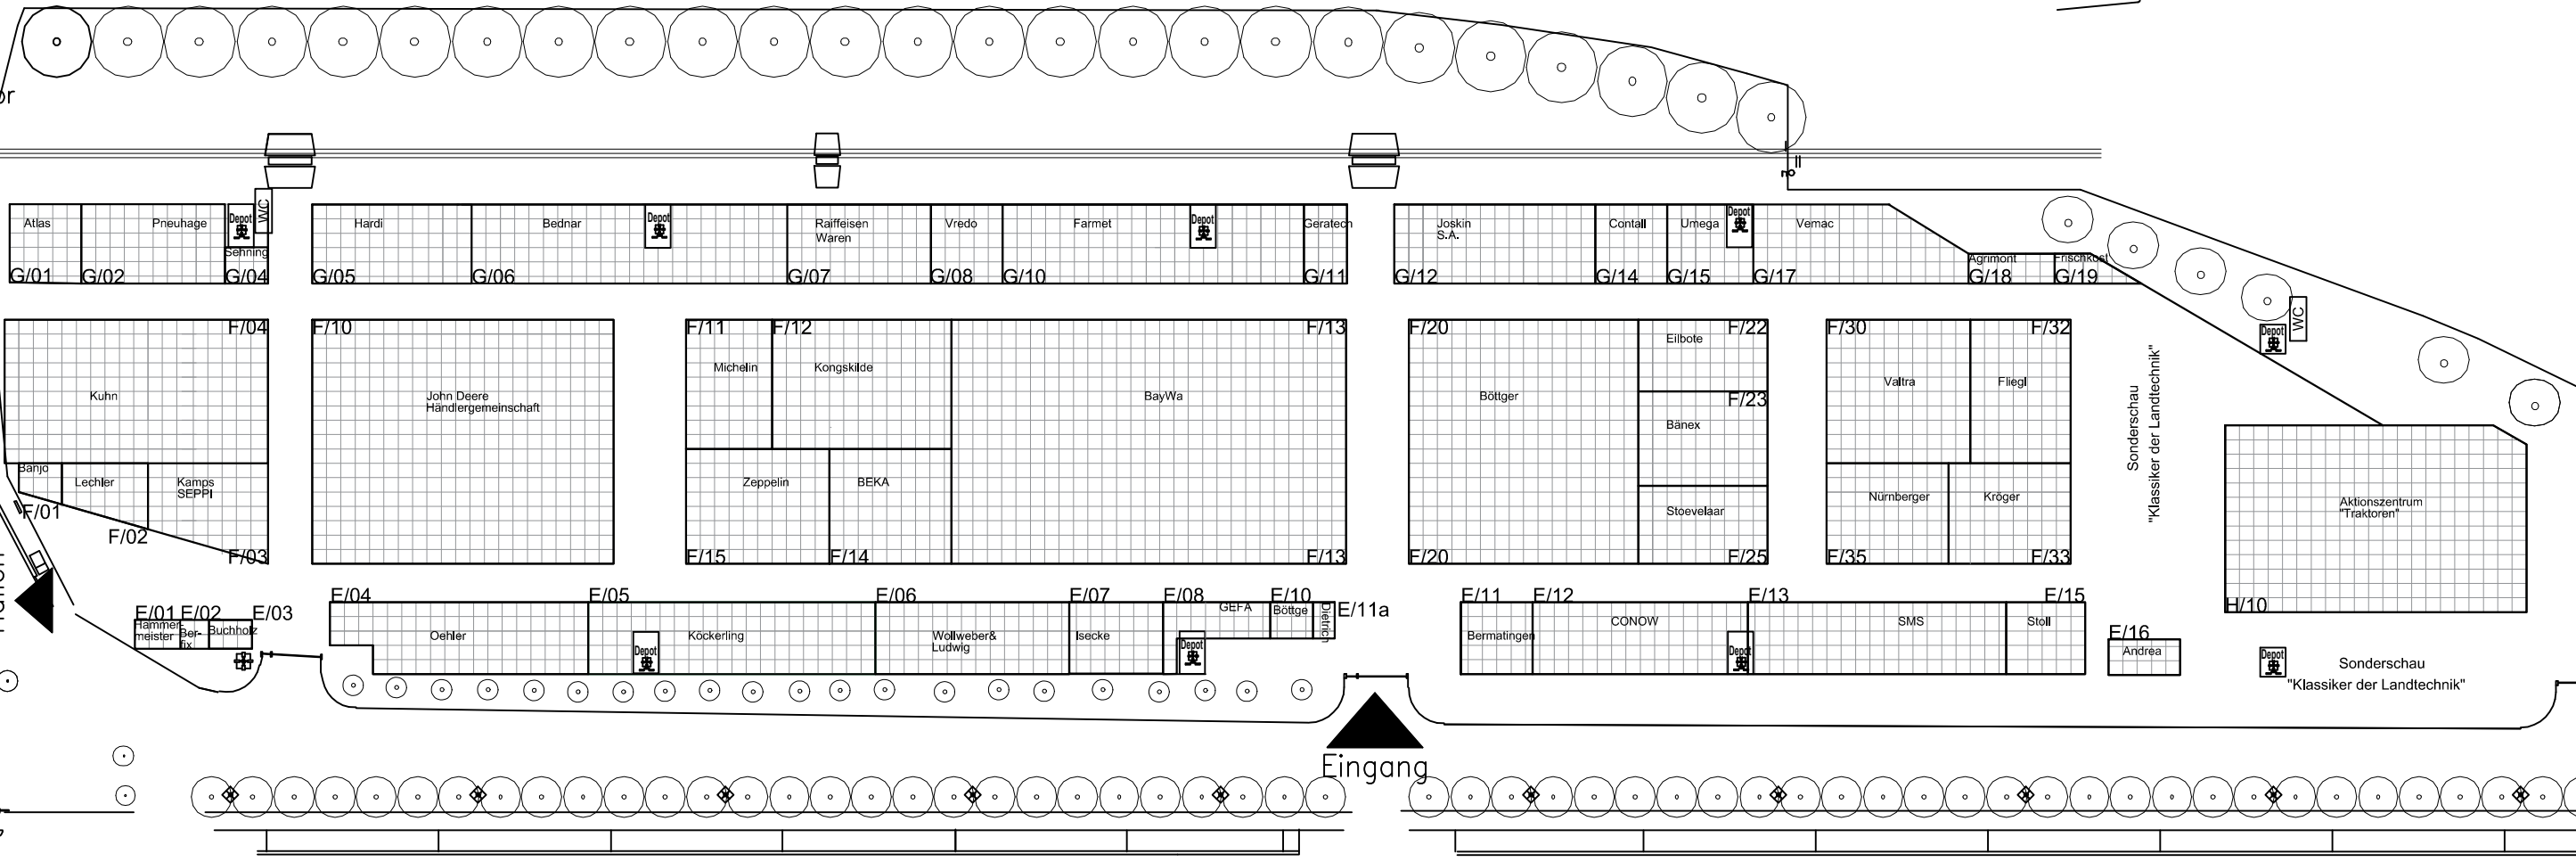 or
Atlas
G/01
Pneuhage
G/02
Depot
WC
Sehning
G/04
Hardi
G/05
Bednar
G/06
Depot
Raiffeisen
Waren
G/07
Vredo
G/08
Farmet
G/10
Depot
Geratech
G/11
Joskin
S.A.
G/12
Contall
G/14
Umega
G/15
Depot
Vemac
G/17
Agrimont
G/18
Frischkost
G/19
Depot
WC
F/04
Kuhn
Banjo
F/01
Lechler
F/02
Kamps
SEPPI
F/03
F/10
John Deere
Händlergemeinschaft
F/11
Michelin
F/12
Kongskilde
F/13
BayWa
Zeppelin
F/15
BEKA
F/14
F/13
F/20
Böttger
F/20
F/22
Eilbote
F/23
Bänex
Stoevelaar
F/25
F/30
Valtra
F/32
Fliegl
Nürnberger
F/35
Kröger
F/33
Sonderschau
"Klassiker der Landtechnik"
Aktionszentrum
"Traktoren"
H/10
E/01
Hammer-
meister
E/02
Ber-
fix
E/03
Buchholz
E/04
Oehler
E/05
Köckerling
Depot
E/06
Wollweber&
Ludwig
E/07
Isecke
E/08
GEFA
Depot
E/10
Böttge
Dietrich
E/11a
E/11
Bermatingen
E/12
CONOW
Depot
E/13
SMS
E/15
Stoll
E/16
Andrea
Depot
Sonderschau
"Klassiker der Landtechnik"
Eingang